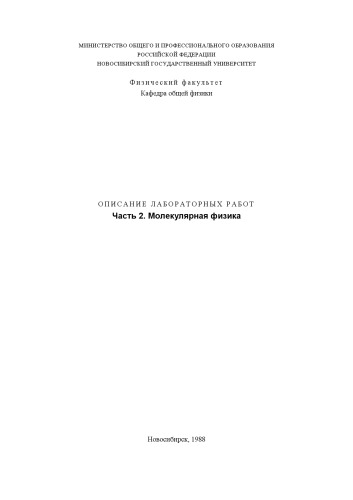 МИНИСТЕРСТВО ОБЩЕГО И ПРОФЕССИОНАЛЬНОГО ОБРАЗОВАНИЯ
РОССИЙСКОЙ ФЕДЕРАЦИИ
НОВОСИБИРСКИЙ ГОСУДАРСТВЕННЫЙ УНИВЕРСИТЕТ
Физический факультет
Кафедра общей физики
ОПИСАНИЕ ЛАБОРАТОРНЫХ РАБОТ
Часть 2. Молекулярная физика
Новосибирск, 1988